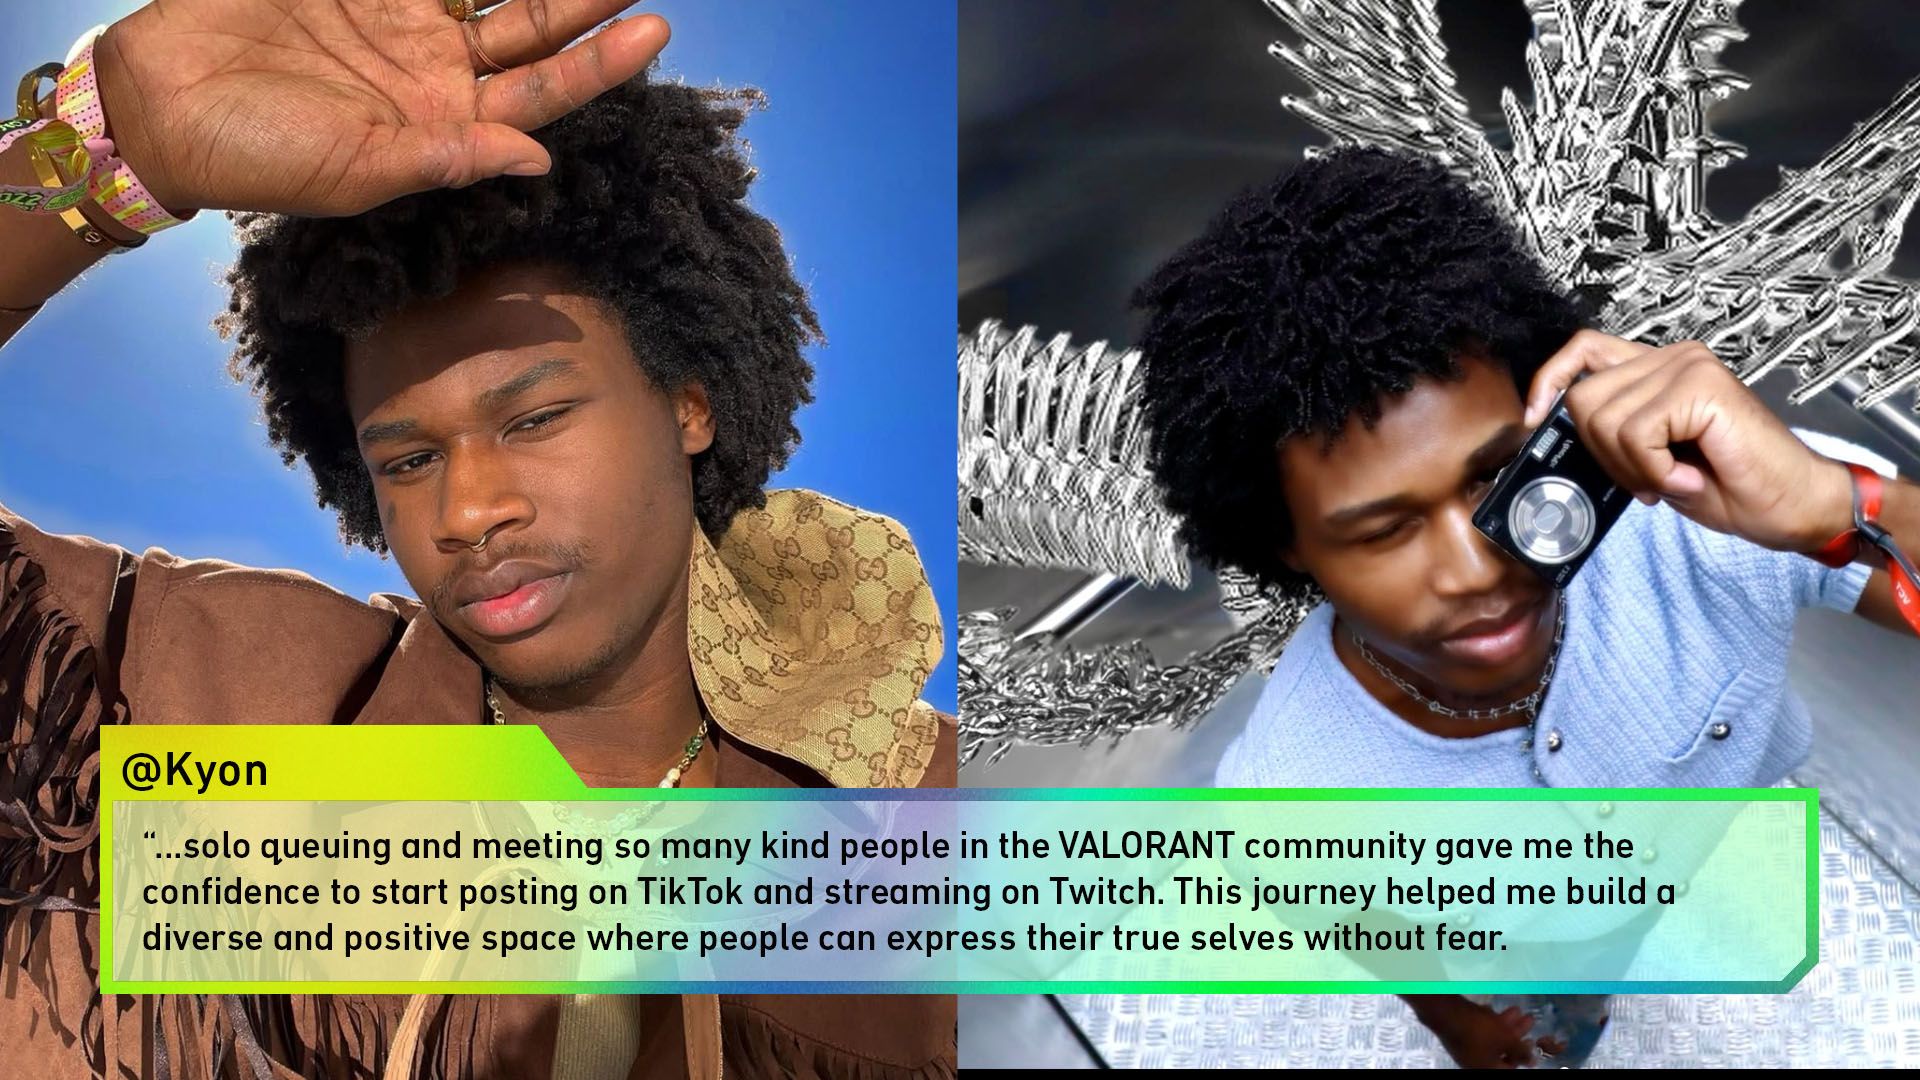 @Kyon
“...solo queuing and meeting so many kind people in the VALORANT community gave me the
confidence to start posting on TikTok and streaming on Twitch. This journey helped me build a
diverse and positive space where people can express their true selves without fear.